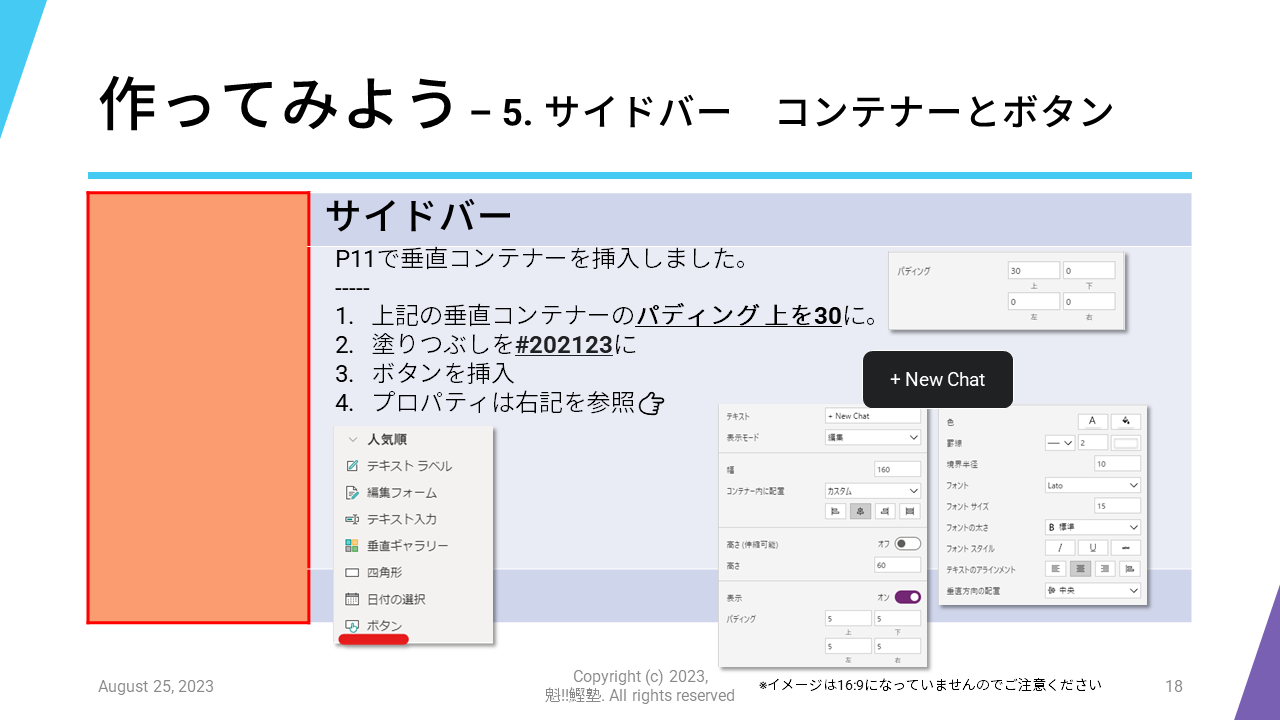 作ってみよう – 5. サイドバー　コンテナーとボタン
サイドバー
P11で垂直コンテナーを挿入しました。
-----
1. 上記の垂直コンテナーのパディング 上を30に。
2. 塗りつぶしを#202123に
3. ボタンを挿入
4. プロパティは右記を参照
パディング 30 0
上 下
0 0
左 右
+ New Chat
人気順
テキスト ラベル
編集フォーム
テキスト入力
垂直ギャラリー
四角形
日付の選択
ボタン
テキスト + New Chat
表示モード 編集
幅 160
コンテナー内に配置 カスタム
高さ (伸縮可能) オフ
高さ 60
表示 オン
パディング 5 5
上 下
5 5
左 右
色 A
罫線 2
境界半径 10
フォント Lato
フォント サイズ 15
フォントの太さ B 標準
フォント スタイル / U abc
テキストのアラインメント
垂直方向の配置 中央
August 25, 2023
Copyright (c) 2023,
魁!!鰹塾. All rights reserved
※イメージは16:9になっていませんのでご注意ください
18